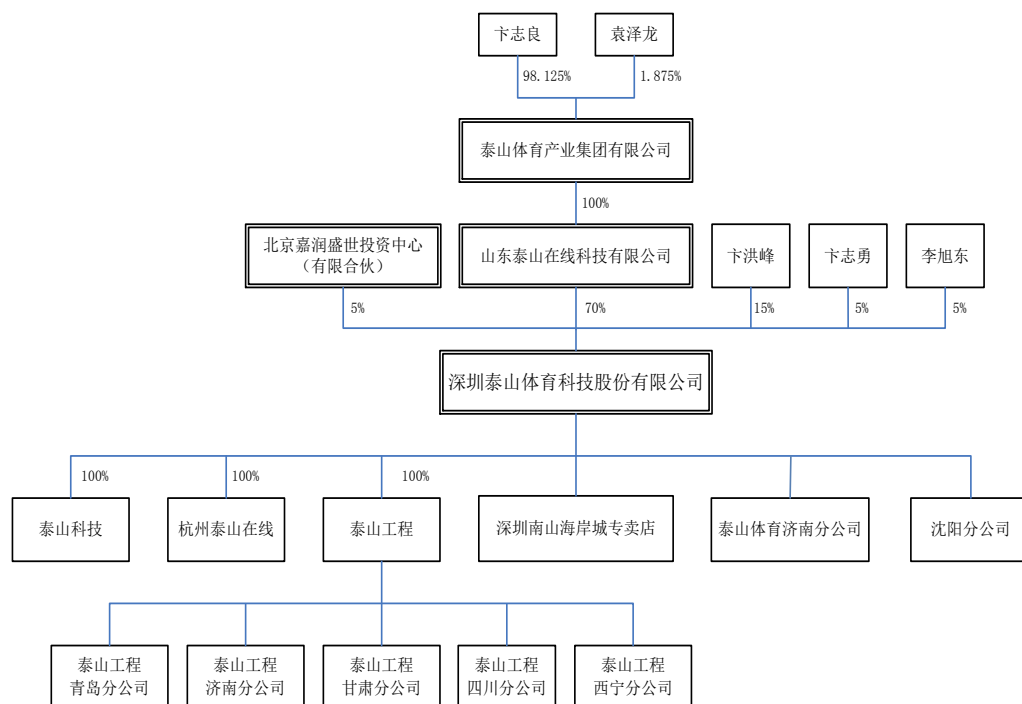 卞志良
袁泽龙
98.125%
1.875%
泰山体育产业集团有限公司
100%
北京嘉润盛世投资中心
（有限合伙）
山东泰山在线科技有限公司
卞洪峰
卞志勇
李旭东
5%
70%
15%
5%
5%
深圳泰山体育科技股份有限公司
100%
100%
100%
泰山科技
杭州泰山在线
泰山工程
深圳南山海岸城专卖店
泰山体育济南分公司
沈阳分公司
泰山工程
青岛分公司
泰山工程
济南分公司
泰山工程
甘肃分公司
泰山工程
四川分公司
泰山工程
西宁分公司